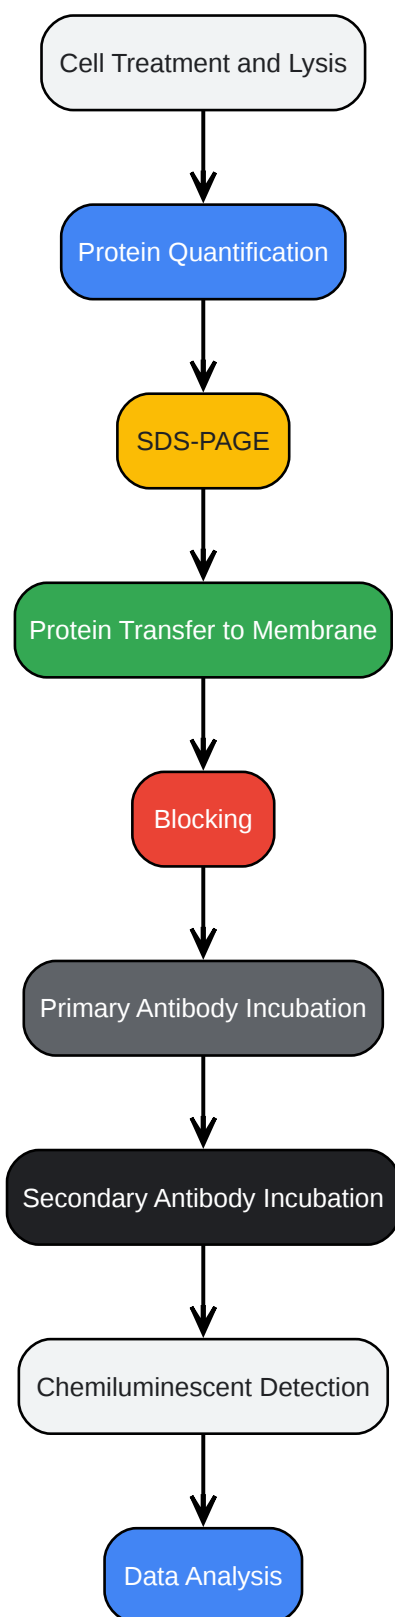 Cell Treatment and Lysis
Protein Quantification
SDS-PAGE
Protein Transfer to Membrane
Blocking
Primary Antibody Incubation
Secondary Antibody Incubation
Chemiluminescent Detection
Data Analysis